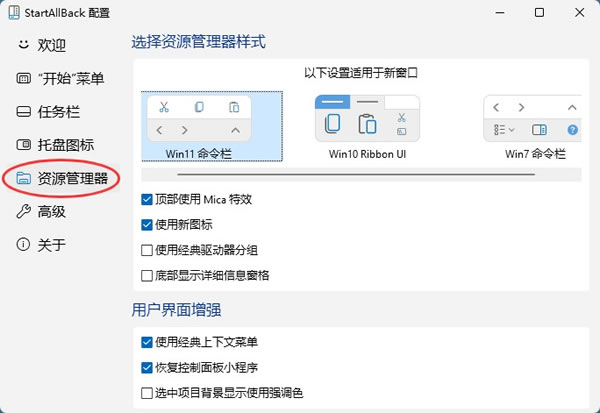 StartAllBack 配置
欢迎
“开始”菜单
任务栏
托盘图标
资源管理器
高级
关于
选择资源管理器样式
以下设置适用于新窗口
Win11 命令栏
Win10 Ribbon UI
Win7 命令栏
顶部使用 Mica 特效
使用新图标
使用经典驱动器分组
底部显示详细信息窗格
用户界面增强
使用经典上下文菜单
恢复控制面板小程序
选中项目背景显示使用强调色